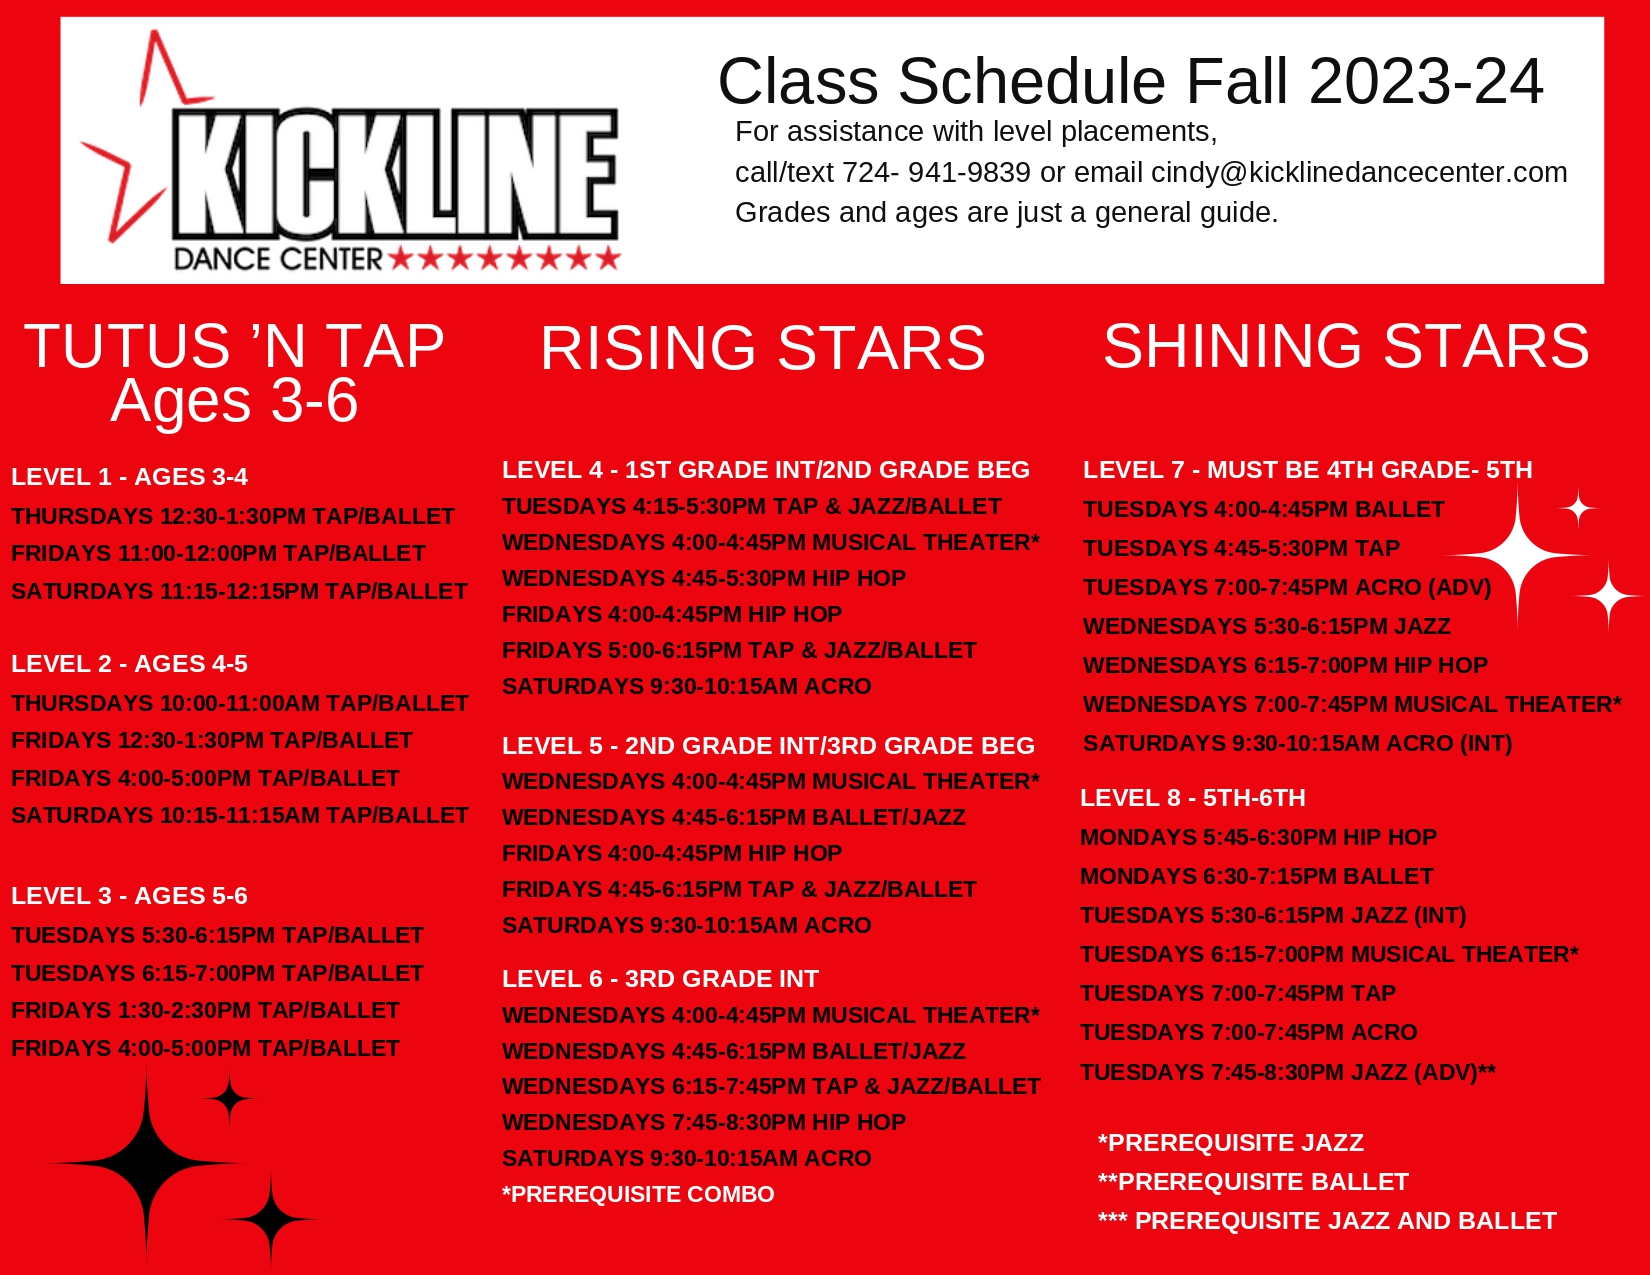 KICKLINE
DANCE CENTER
Class Schedule Fall 2023-24
For assistance with level placements,
call/text 724- 941-9839 or email cindy@kicklinedancecenter.com
Grades and ages are just a general guide.
TUTUS ’N TAP
Ages 3-6
LEVEL 1 - AGES 3-4
THURSDAYS 12:30-1:30PM TAP/BALLET
FRIDAYS 11:00-12:00PM TAP/BALLET
SATURDAYS 11:15-12:15PM TAP/BALLET
LEVEL 2 - AGES 4-5
THURSDAYS 10:00-11:00AM TAP/BALLET
FRIDAYS 12:30-1:30PM TAP/BALLET
FRIDAYS 4:00-5:00PM TAP/BALLET
SATURDAYS 10:15-11:15AM TAP/BALLET
LEVEL 3 - AGES 5-6
TUESDAYS 5:30-6:15PM TAP/BALLET
TUESDAYS 6:15-7:00PM TAP/BALLET
FRIDAYS 1:30-2:30PM TAP/BALLET
FRIDAYS 4:00-5:00PM TAP/BALLET
RISING STARS
LEVEL 4 - 1ST GRADE INT/2ND GRADE BEG
TUESDAYS 4:15-5:30PM TAP & JAZZ/BALLET
WEDNESDAYS 4:00-4:45PM MUSICAL THEATER*
WEDNESDAYS 4:45-5:30PM HIP HOP
FRIDAYS 4:00-4:45PM HIP HOP
FRIDAYS 5:00-6:15PM TAP & JAZZ/BALLET
SATURDAYS 9:30-10:15AM ACRO
LEVEL 5 - 2ND GRADE INT/3RD GRADE BEG
WEDNESDAYS 4:00-4:45PM MUSICAL THEATER*
WEDNESDAYS 4:45-6:15PM BALLET/JAZZ
FRIDAYS 4:00-4:45PM HIP HOP
FRIDAYS 4:45-6:15PM TAP & JAZZ/BALLET
SATURDAYS 9:30-10:15AM ACRO
LEVEL 6 - 3RD GRADE INT
WEDNESDAYS 4:00-4:45PM MUSICAL THEATER*
WEDNESDAYS 4:45-6:15PM BALLET/JAZZ
WEDNESDAYS 6:15-7:45PM TAP & JAZZ/BALLET
WEDNESDAYS 7:45-8:30PM HIP HOP
SATURDAYS 9:30-10:15AM ACRO
*PREREQUISITE COMBO
SHINING STARS
LEVEL 7 - MUST BE 4TH GRADE- 5TH
TUESDAYS 4:00-4:45PM BALLET
TUESDAYS 4:45-5:30PM TAP
TUESDAYS 7:00-7:45PM ACRO (ADV)
WEDNESDAYS 5:30-6:15PM JAZZ
WEDNESDAYS 6:15-7:00PM HIP HOP
WEDNESDAYS 7:00-7:45PM MUSICAL THEATER*
SATURDAYS 9:30-10:15AM ACRO (INT)
LEVEL 8 - 5TH-6TH
MONDAYS 5:45-6:30PM HIP HOP
MONDAYS 6:30-7:15PM BALLET
TUESDAYS 5:30-6:15PM JAZZ (INT)
TUESDAYS 6:15-7:00PM MUSICAL THEATER*
TUESDAYS 7:00-7:45PM TAP
TUESDAYS 7:00-7:45PM ACRO
TUESDAYS 7:45-8:30PM JAZZ (ADV)**
*PREREQUISITE JAZZ
**PREREQUISITE BALLET
*** PREREQUISITE JAZZ AND BALLET